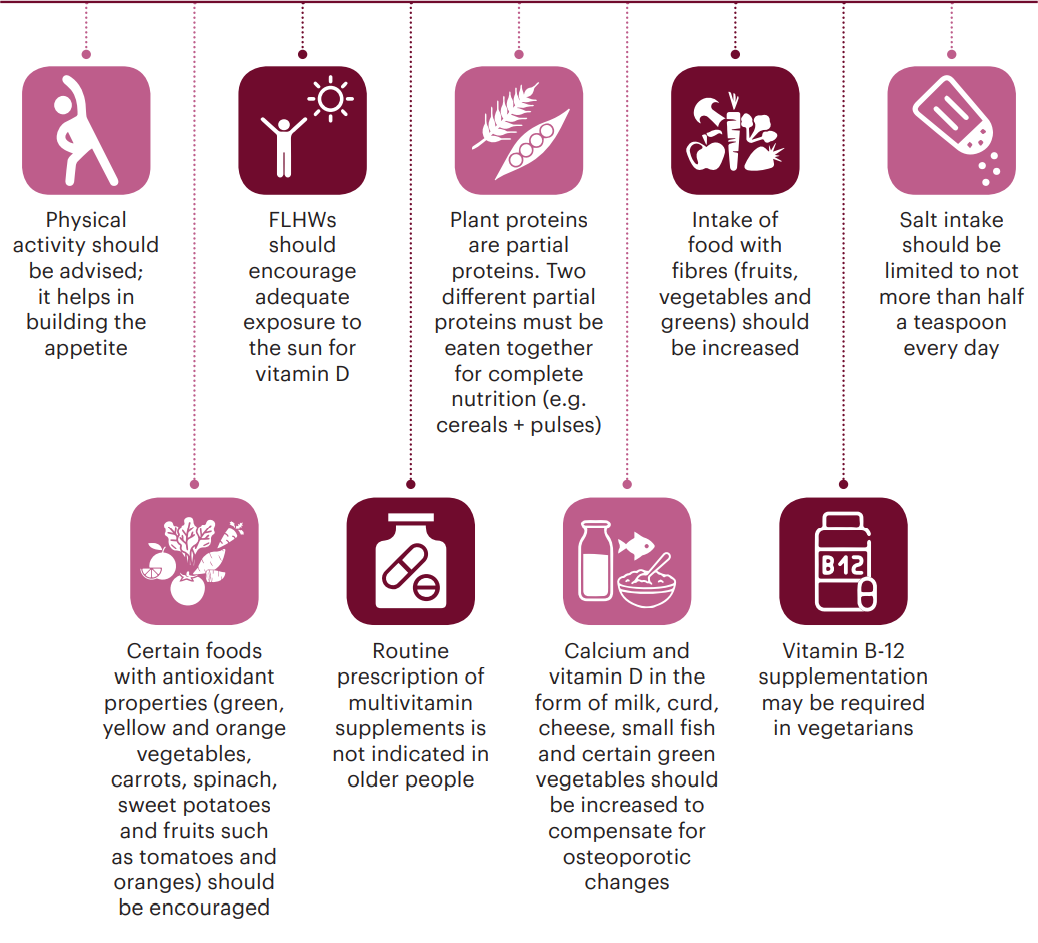 Physical
activity should
be advised;
it helps in
building the
appetite
FLHWs
should
encourage
adequate
exposure to
the sun for
vitamin D
Plant proteins
are partial
proteins. Two
different partial
proteins must be
eaten together
for complete
nutrition (e.g.
cereals + pulses)
Intake of
food with
fibres (fruits,
vegetables and
greens) should
be increased
Salt intake
should be
limited to not
more than half
a teaspoon
every day
Certain foods
with antioxidant
properties (green,
yellow and orange
vegetables,
carrots, spinach,
sweet potatoes
and fruits such
as tomatoes and
oranges) should
be encouraged
Routine
prescription of
multivitamin
supplements is
not indicated in
older people
Calcium and
vitamin D in the
form of milk, curd,
cheese, small fish
and certain green
vegetables should
be increased to
compensate for
osteoporotic
changes
B12
Vitamin B-12
supplementation
may be required
in vegetarians